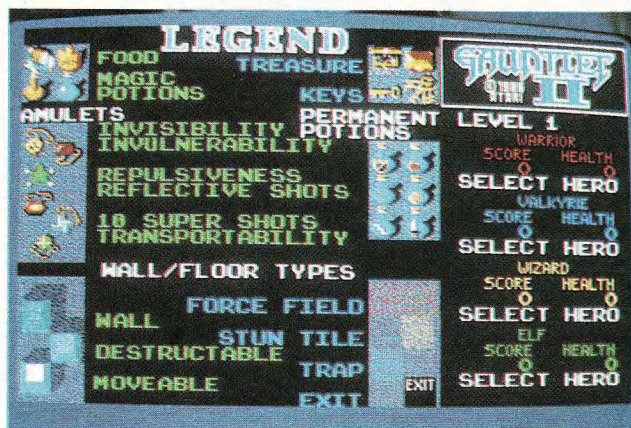 LEGEND
FOOD
TREASURE
MAGIC
POTIONS
KEYS
AMULETS
PERMANENT
POTIONS
INVISIBILITY
INVULNERABILITY
REPULSIVENESS
REFLECTIVE SHOTS
10 SUPER SHOTS
TRANSPORTABILITY
WALL/FLOOR TYPES
FORCE FIELD
WALL
STUN TILE
DESTRUCTABLE
TRAP
MOVEABLE
EXIT
EXIT
GAUNTLET
II
LEVEL 1
WARRIOR
SCORE HEALTH
0 0
SELECT HERO
VALKYRIE
SCORE HEALTH
0 0
SELECT HERO
WIZARD
SCORE HEALTH
0 0
SELECT HERO
ELF
SCORE HEALTH
0 0
SELECT HERO